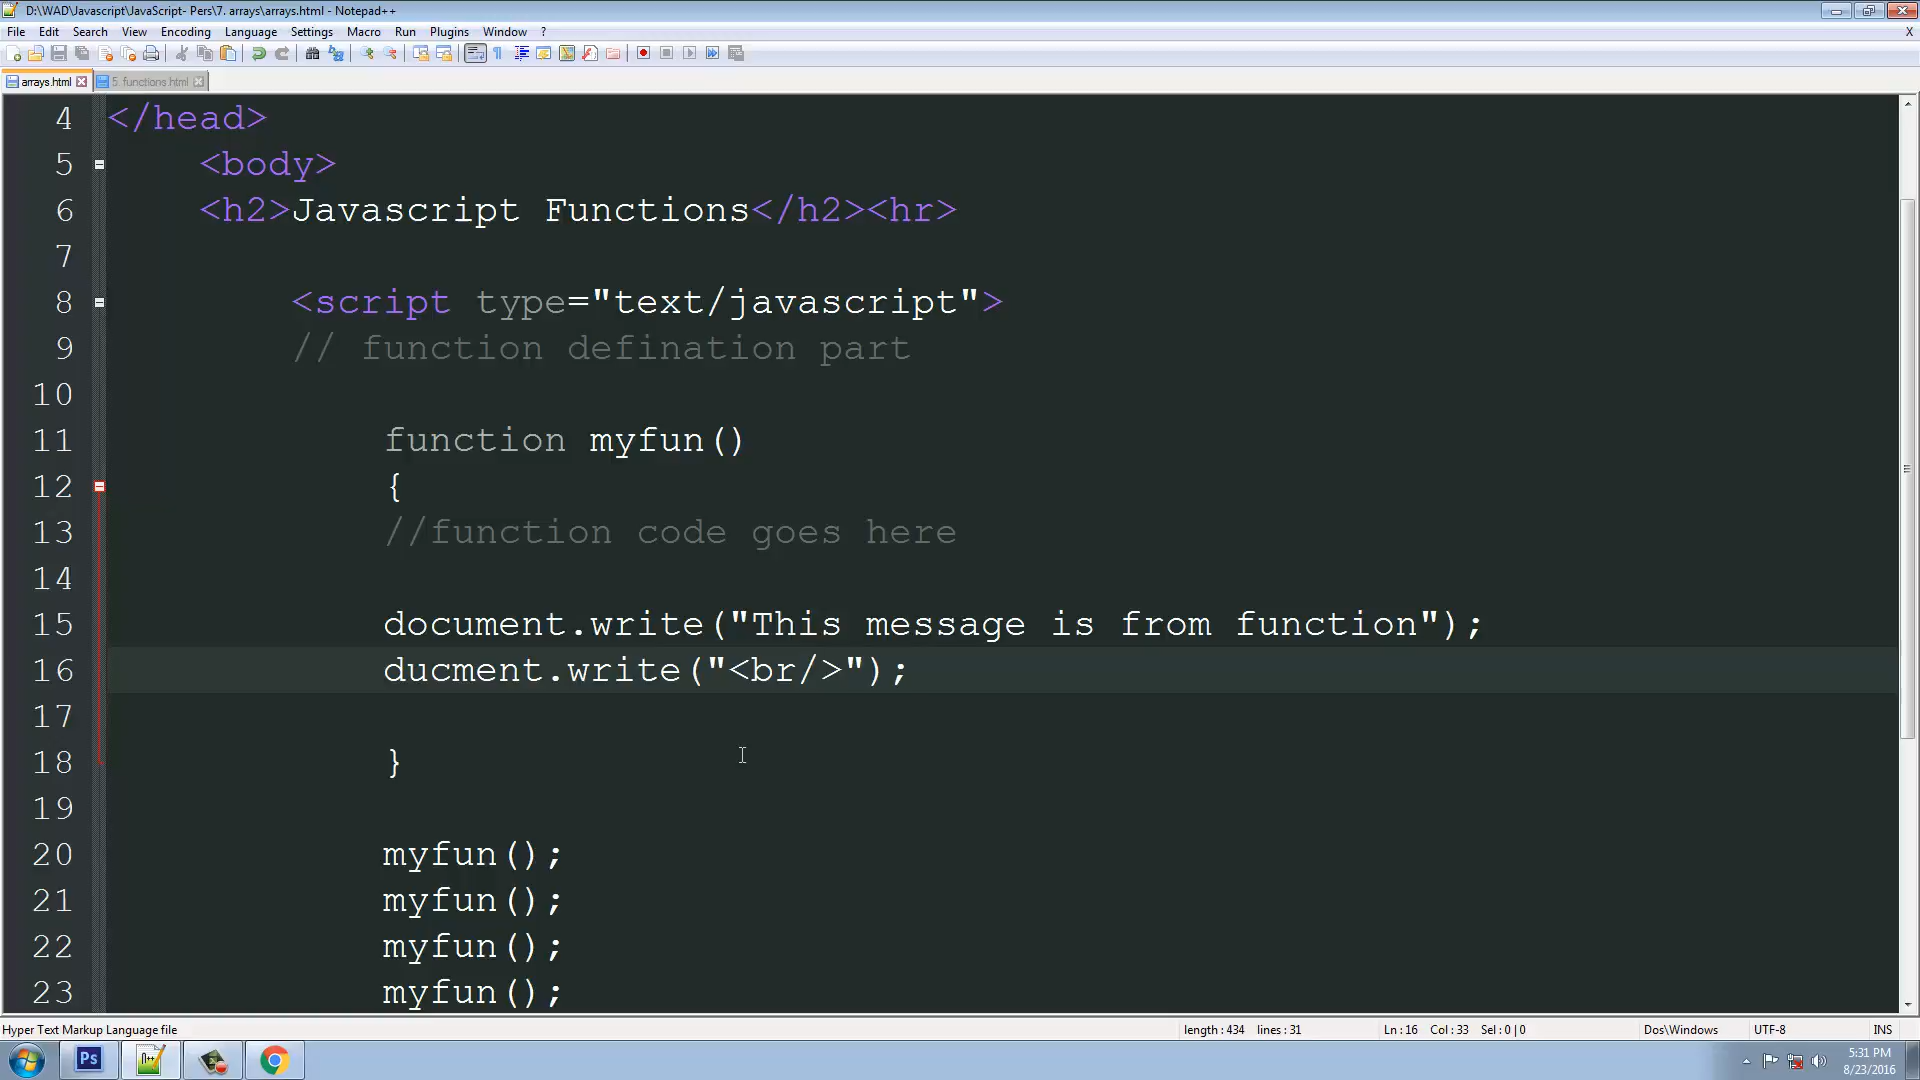 D:\WAD\Javascript\JavaScript- Pers\7. arrays\arrays.html - Notepad++
File Edit Search View Encoding Language Settings Macro Run Plugins Window ? X
arrays.html 5. functions.html
4 </head>
5 <body>
6 <h2>Javascript Functions</h2><hr>
7
8 <script type="text/javascript">
9 // function defination part
10
11 function myfun()
12 {
13 //function code goes here
14
15 document.write("This message is from function");
16 ducment.write("<br/>");
17
18 }
19
20 myfun();
21 myfun();
22 myfun();
23 myfun();
Hyper Text Markup Language file length : 434 lines : 31 Ln : 16 Col : 33 Sel : 0 | 0 Dos\Windows UTF-8 INS
Ps
5:31 PM
8/23/2016